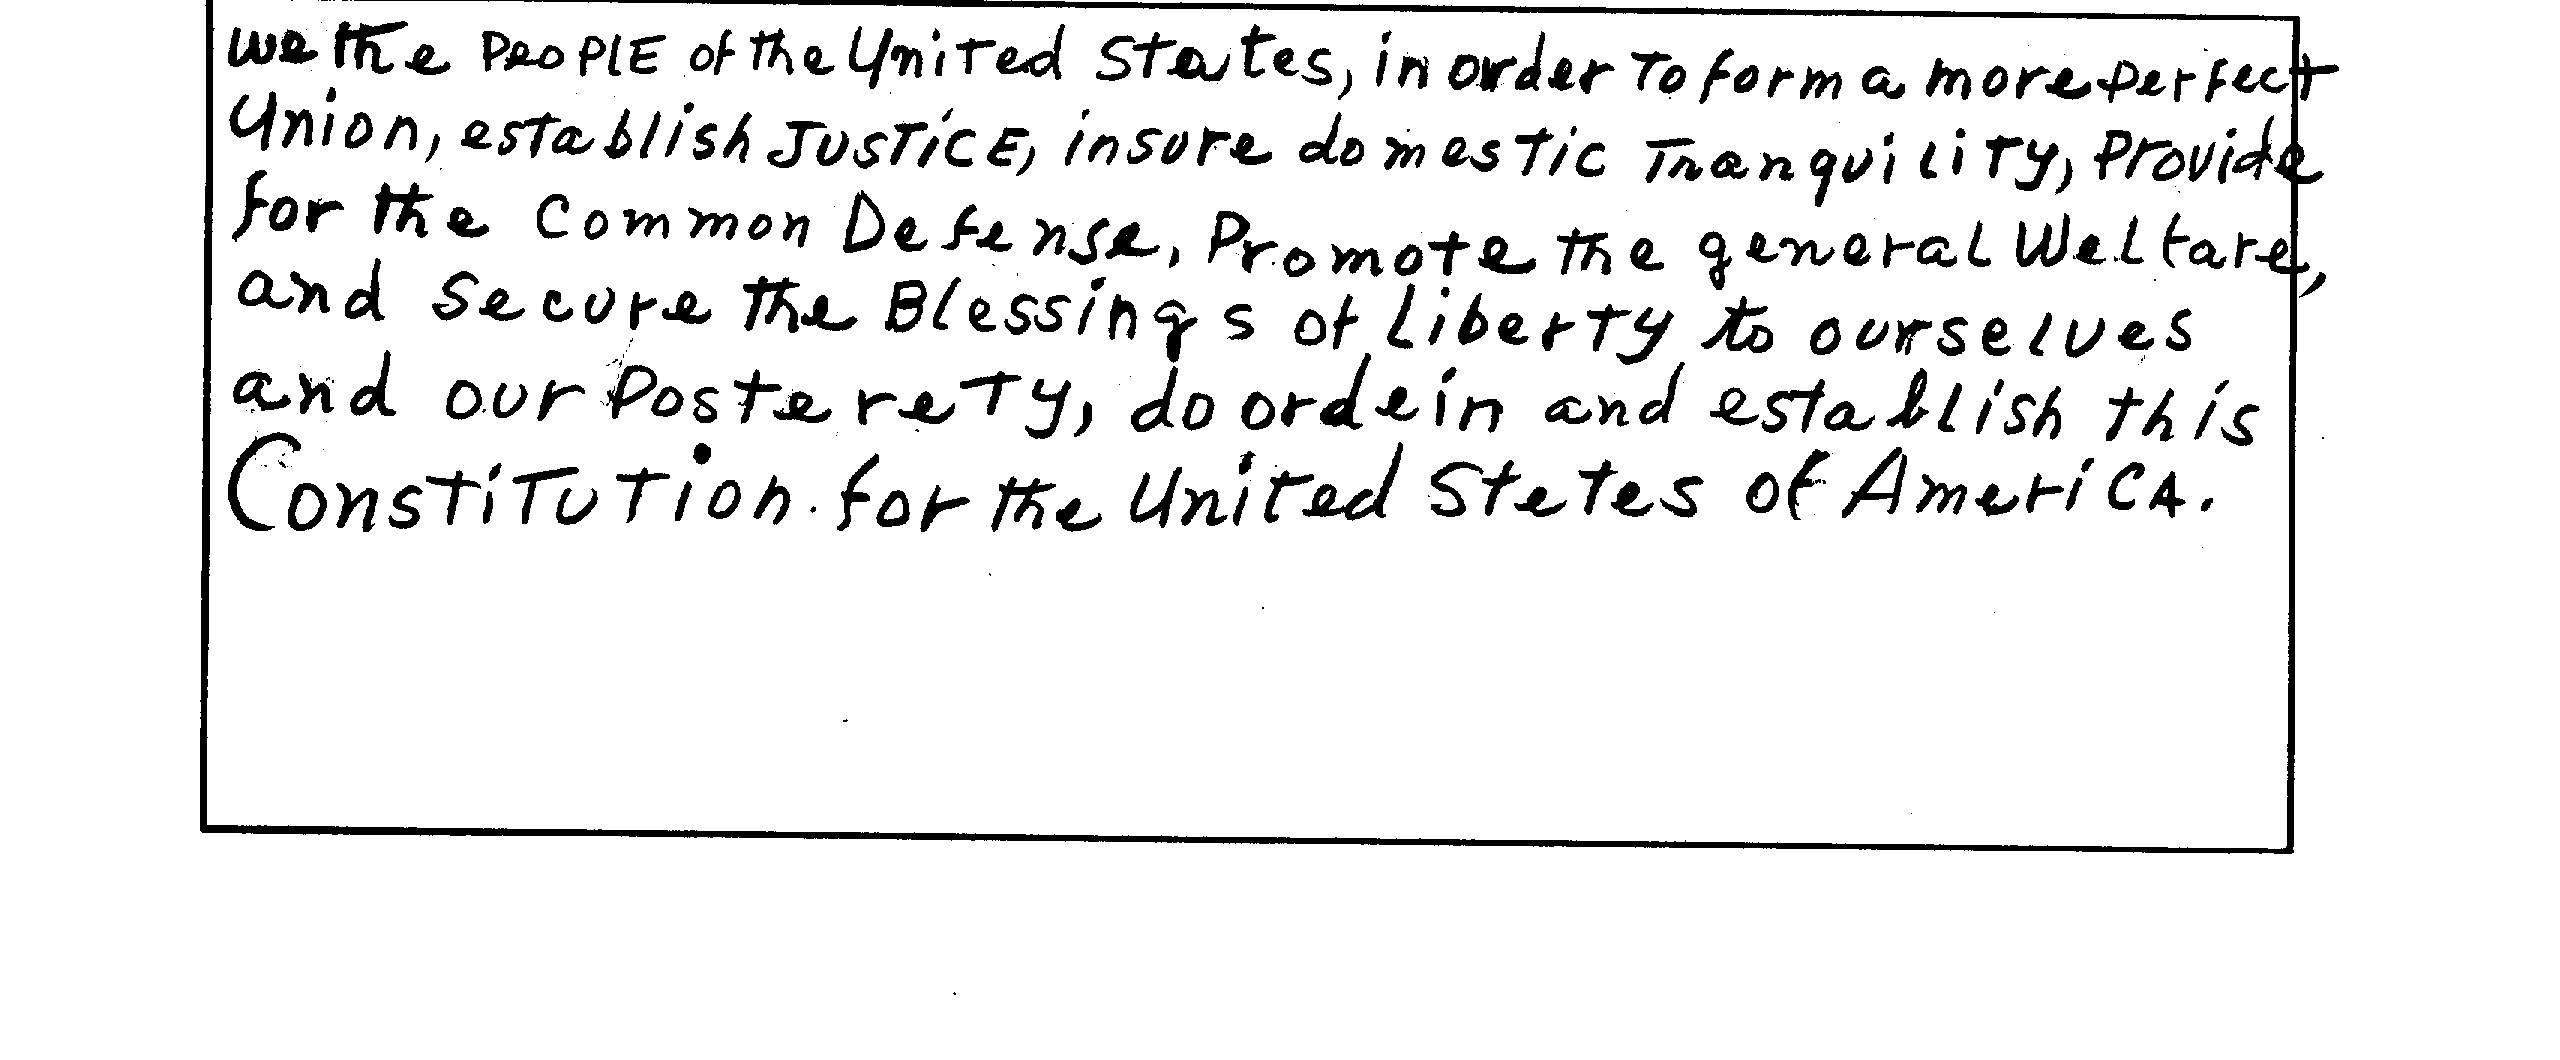 we the PEOPLE of the United States, in order To form a more perfect
Union, establish JUSTICE, insure domestic Tranquility, Provide
for the Common Defense, Promote the general Welfare,
and secure the Blessings of Liberty to ourselves
and our Posterety, do ordein and establish this
Constitution for the United Stetes of AmeriCA.